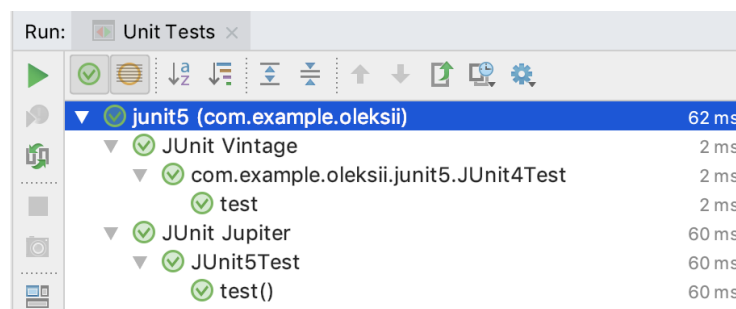 Run: Unit Tests
junit5 (com.example.oleksii) 62 ms
JUnit Vintage 2 ms
com.example.oleksii.junit5.JUnit4Test 2 ms
test 2 ms
JUnit Jupiter 60 ms
JUnit5Test 60 ms
test() 60 ms